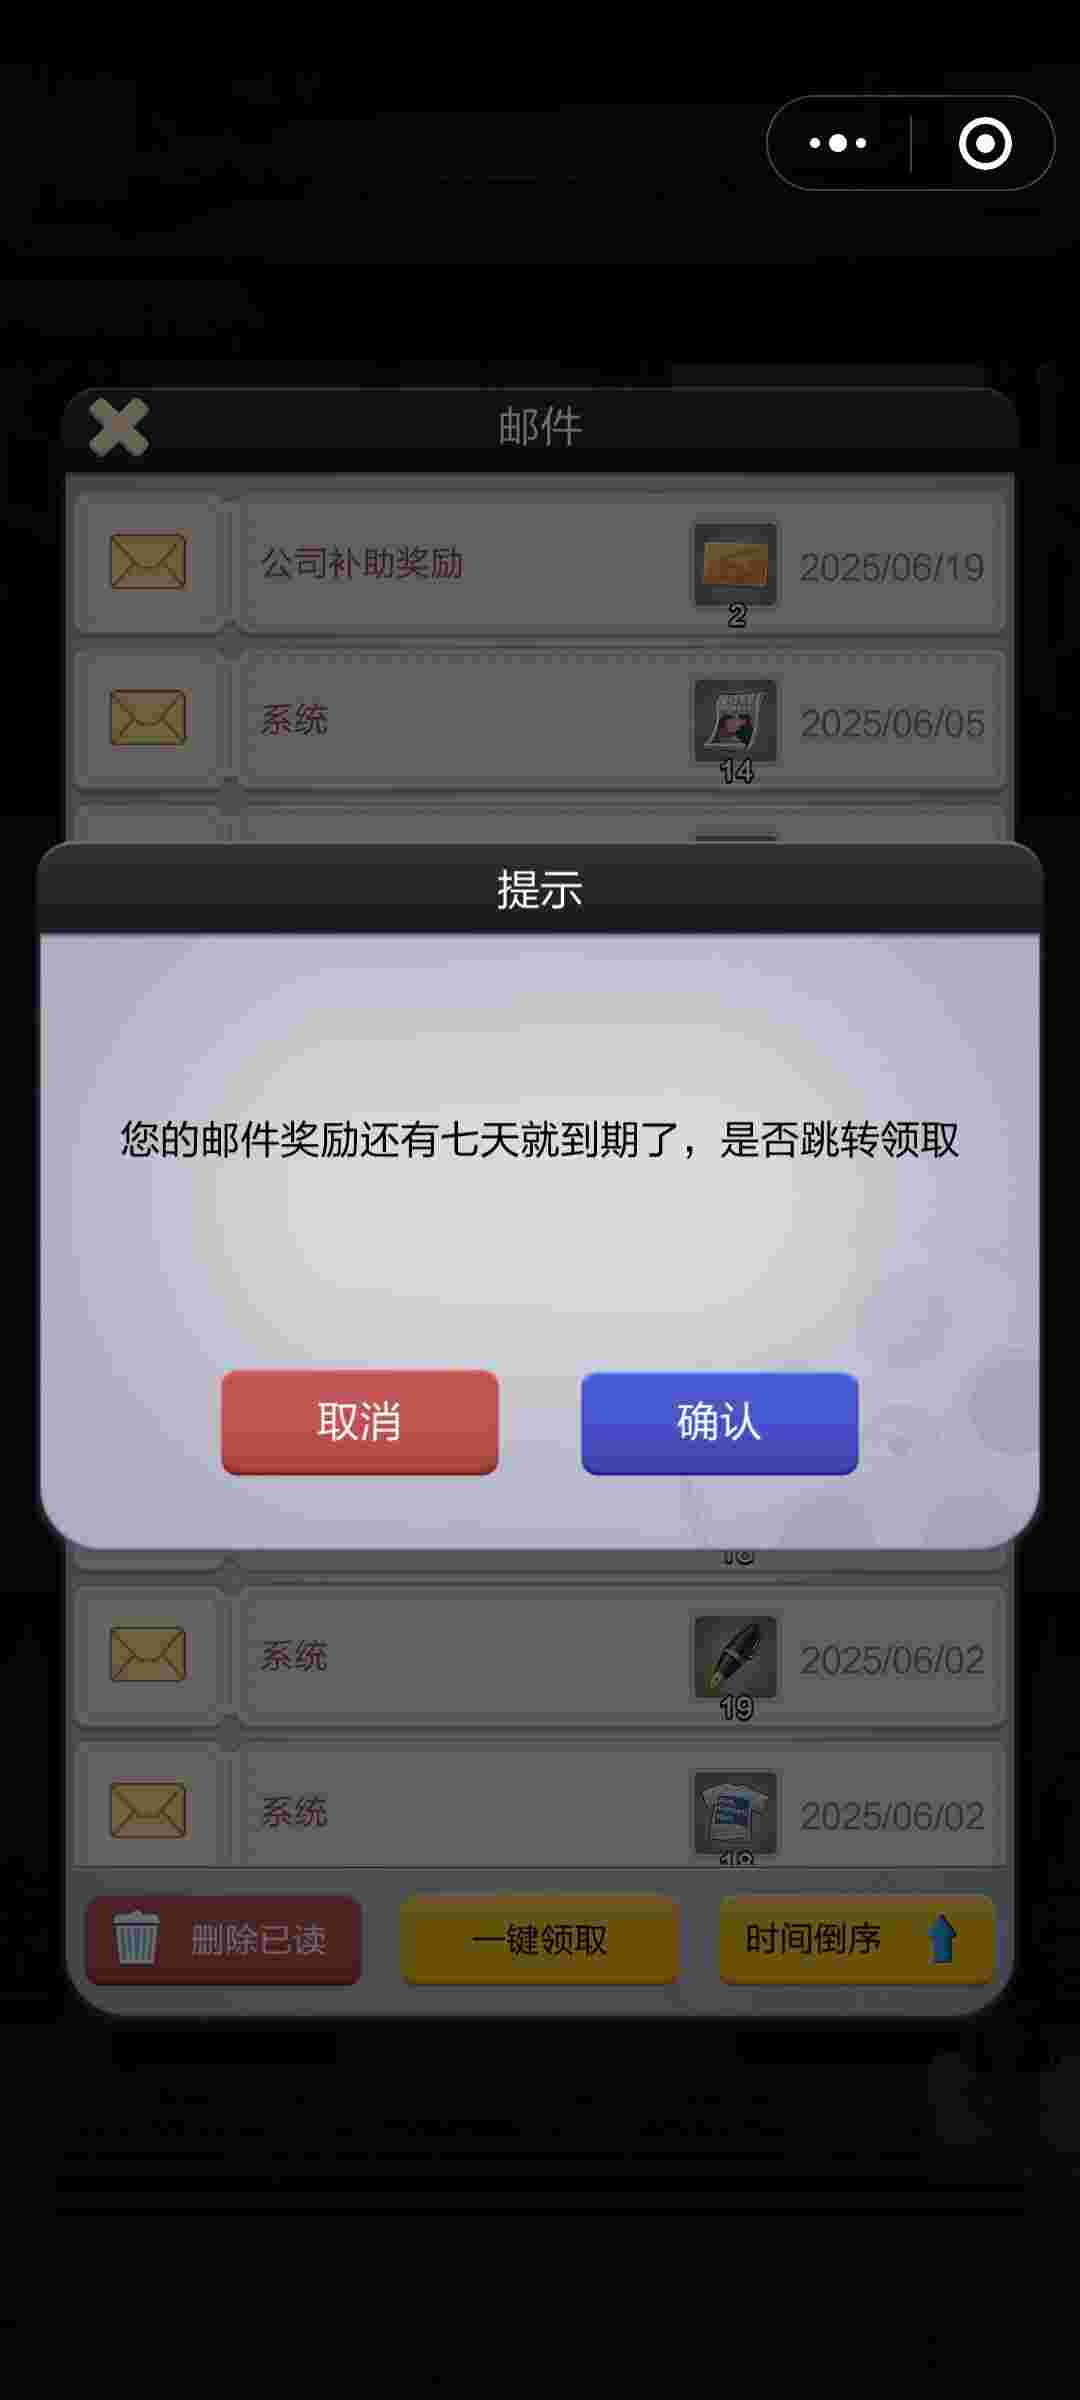 邮件
公司补助奖励
2025/06/19
2
系统
2025/06/05
14
提示
您的邮件奖励还有七天就到期了，是否跳转领取
取消
确认
系统
2025/06/02
19
系统
2025/06/02
删除已读
一键领取
时间倒序